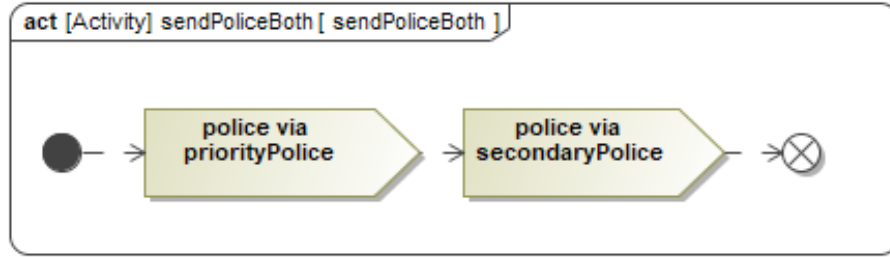 act [Activity] sendPoliceBoth [ sendPoliceBoth ]
police via
priorityPolice
police via
secondaryPolice